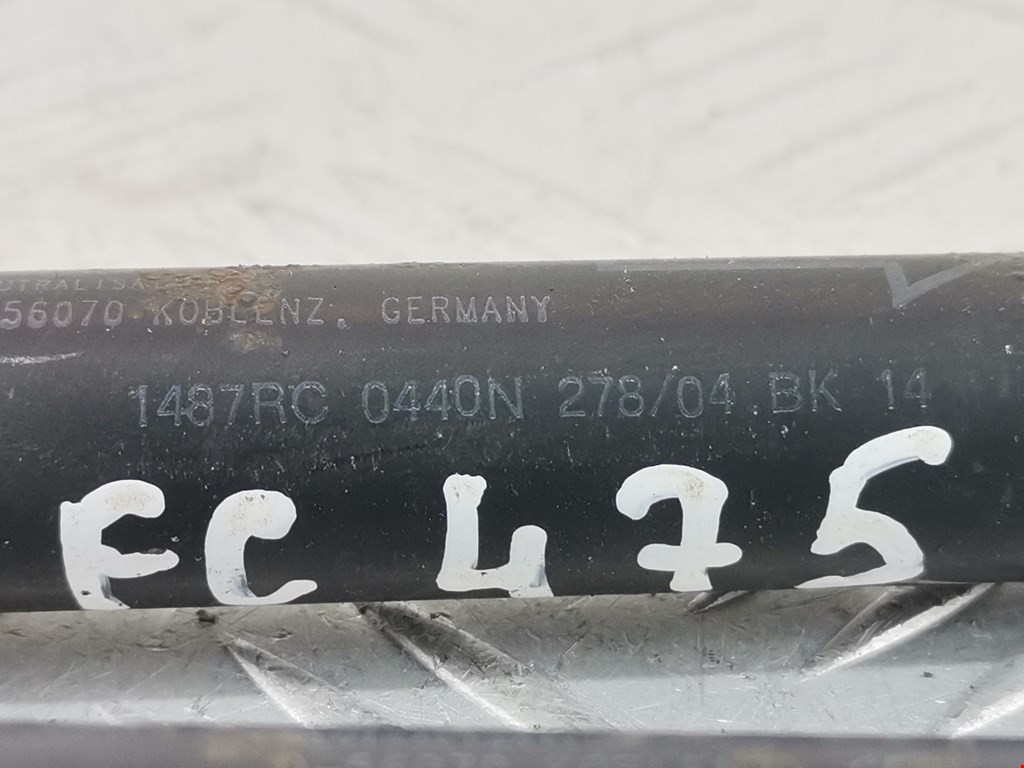 56070 KOBLENZ, GERMANY
1487RC 0440N 278/04 BK 14
FC 475